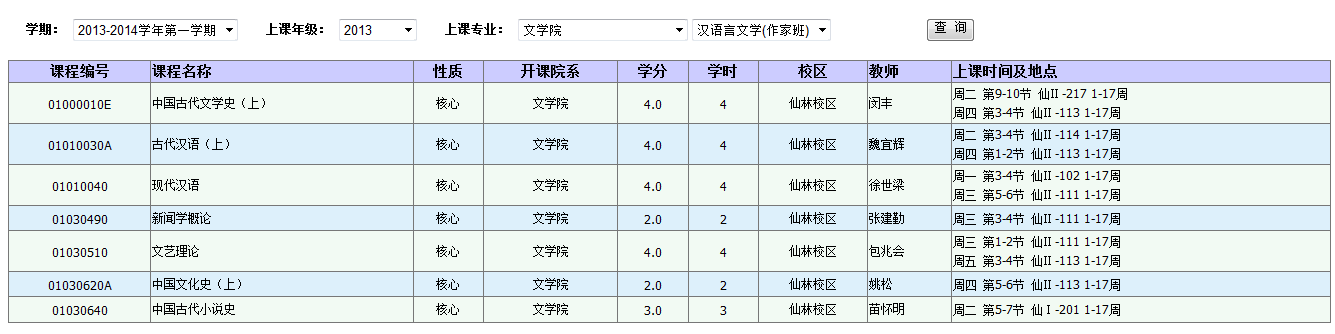 学期: 2013-2014学年第一学期 上课年级: 2013 上课专业: 文学院 汉语言文学(作家班) 查 询
课程编号 课程名称 性质 开课院系 学分 学时 校区 教师 上课时间及地点
01000010E 中国古代文学史（上） 核心 文学院 4.0 4 仙林校区 闵丰 周二 第9-10节 仙II -217 1-17周
周四 第3-4节 仙II -113 1-17周
01010030A 古代汉语（上） 核心 文学院 4.0 4 仙林校区 魏宜辉 周二 第3-4节 仙II -114 1-17周
周四 第1-2节 仙II -113 1-17周
01010040 现代汉语 核心 文学院 4.0 4 仙林校区 徐世梁 周一 第3-4节 仙II -102 1-17周
周三 第5-6节 仙II -111 1-17周
01030490 新闻学概论 核心 文学院 2.0 2 仙林校区 张建勤 周三 第3-4节 仙II -111 1-17周
01030510 文艺理论 核心 文学院 4.0 4 仙林校区 包兆会 周三 第1-2节 仙II -111 1-17周
周五 第3-4节 仙II -113 1-17周
01030620A 中国文化史（上） 核心 文学院 2.0 2 仙林校区 姚松 周四 第5-6节 仙II -113 1-17周
01030640 中国古代小说史 核心 文学院 3.0 3 仙林校区 苗怀明 周二 第5-7节 仙 I -201 1-17周